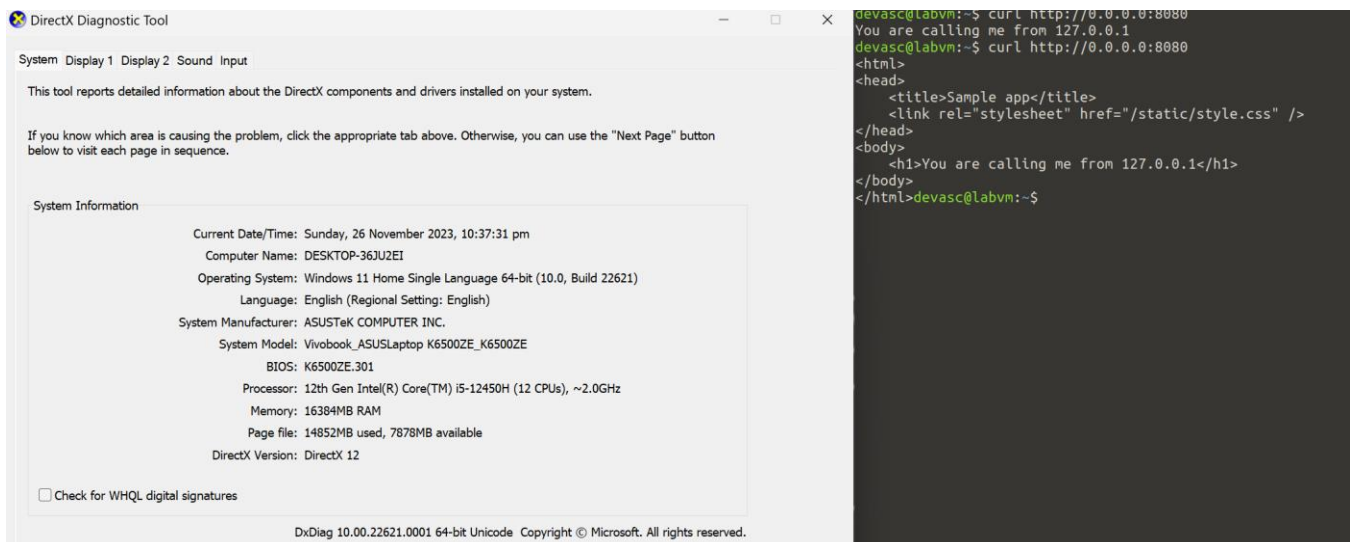 DirectX Diagnostic Tool
System Display 1 Display 2 Sound Input
This tool reports detailed information about the DirectX components and drivers installed on your system.
If you know which area is causing the problem, click the appropriate tab above. Otherwise, you can use the "Next Page" button
below to visit each page in sequence.
System Information
Current Date/Time: Sunday, 26 November 2023, 10:37:31 pm
Computer Name: DESKTOP-36JU2EI
Operating System: Windows 11 Home Single Language 64-bit (10.0, Build 22621)
Language: English (Regional Setting: English)
System Manufacturer: ASUSTeK COMPUTER INC.
System Model: Vivobook_ASUSLaptop K6500ZE_K6500ZE
BIOS: K6500ZE.301
Processor: 12th Gen Intel(R) Core(TM) i5-12450H (12 CPUs), ~2.0GHz
Memory: 16384MB RAM
Page file: 14852MB used, 7878MB available
DirectX Version: DirectX 12
Check for WHQL digital signatures
DxDiag 10.00.22621.0001 64-bit Unicode Copyright © Microsoft. All rights reserved.
devasc@labvm:~$ curl http://0.0.0.0:8080
You are calling me from 127.0.0.1
devasc@labvm:~$ curl http://0.0.0.0:8080
<html>
<head>
    <title>Sample app</title>
    <link rel="stylesheet" href="/static/style.css" />
</head>
<body>
    <h1>You are calling me from 127.0.0.1</h1>
</body>
</html>devasc@labvm:~$